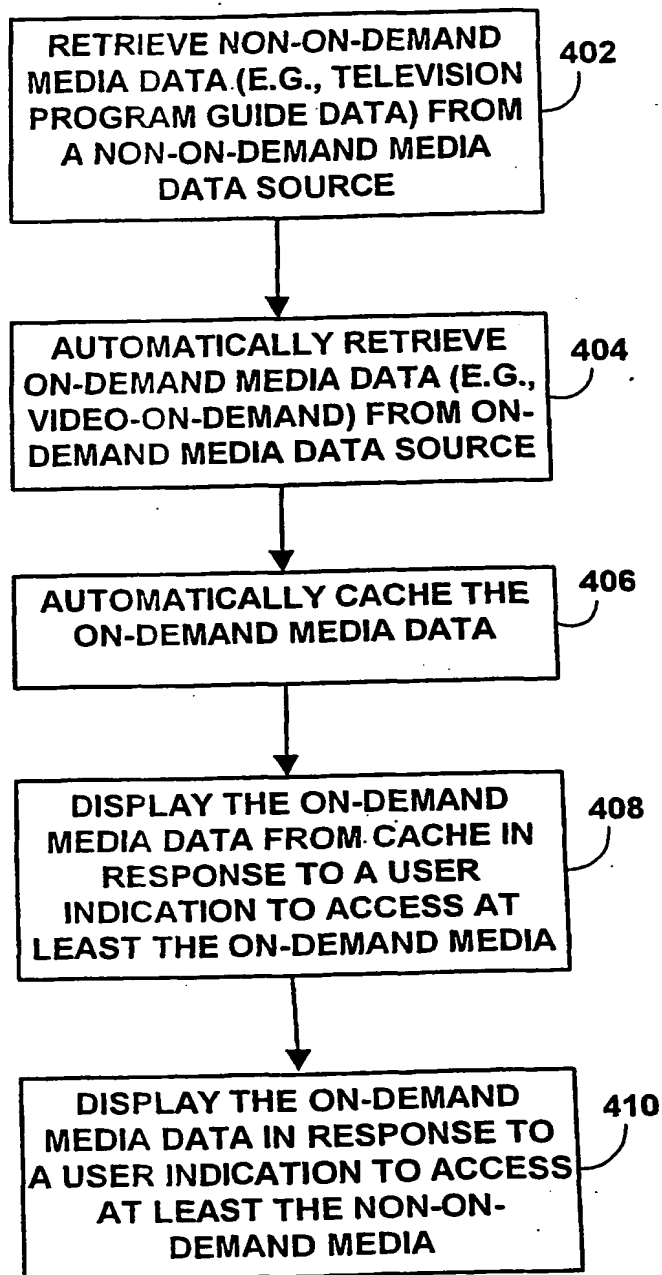 RETRIEVE NON-ON-DEMAND
MEDIA DATA (E.G., TELEVISION
PROGRAM GUIDE DATA) FROM
A NON-ON-DEMAND MEDIA
DATA SOURCE
402
AUTOMATICALLY RETRIEVE
ON-DEMAND MEDIA DATA (E.G.,
VIDEO-ON-DEMAND) FROM ON-
DEMAND MEDIA DATA SOURCE
404
AUTOMATICALLY CACHE THE
ON-DEMAND MEDIA DATA
406
DISPLAY THE ON-DEMAND
MEDIA DATA FROM CACHE IN
RESPONSE TO A USER
INDICATION TO ACCESS AT
LEAST THE ON-DEMAND MEDIA
408
DISPLAY THE ON-DEMAND
MEDIA DATA IN RESPONSE TO
A USER INDICATION TO ACCESS
AT LEAST THE NON-ON-
DEMAND MEDIA
410